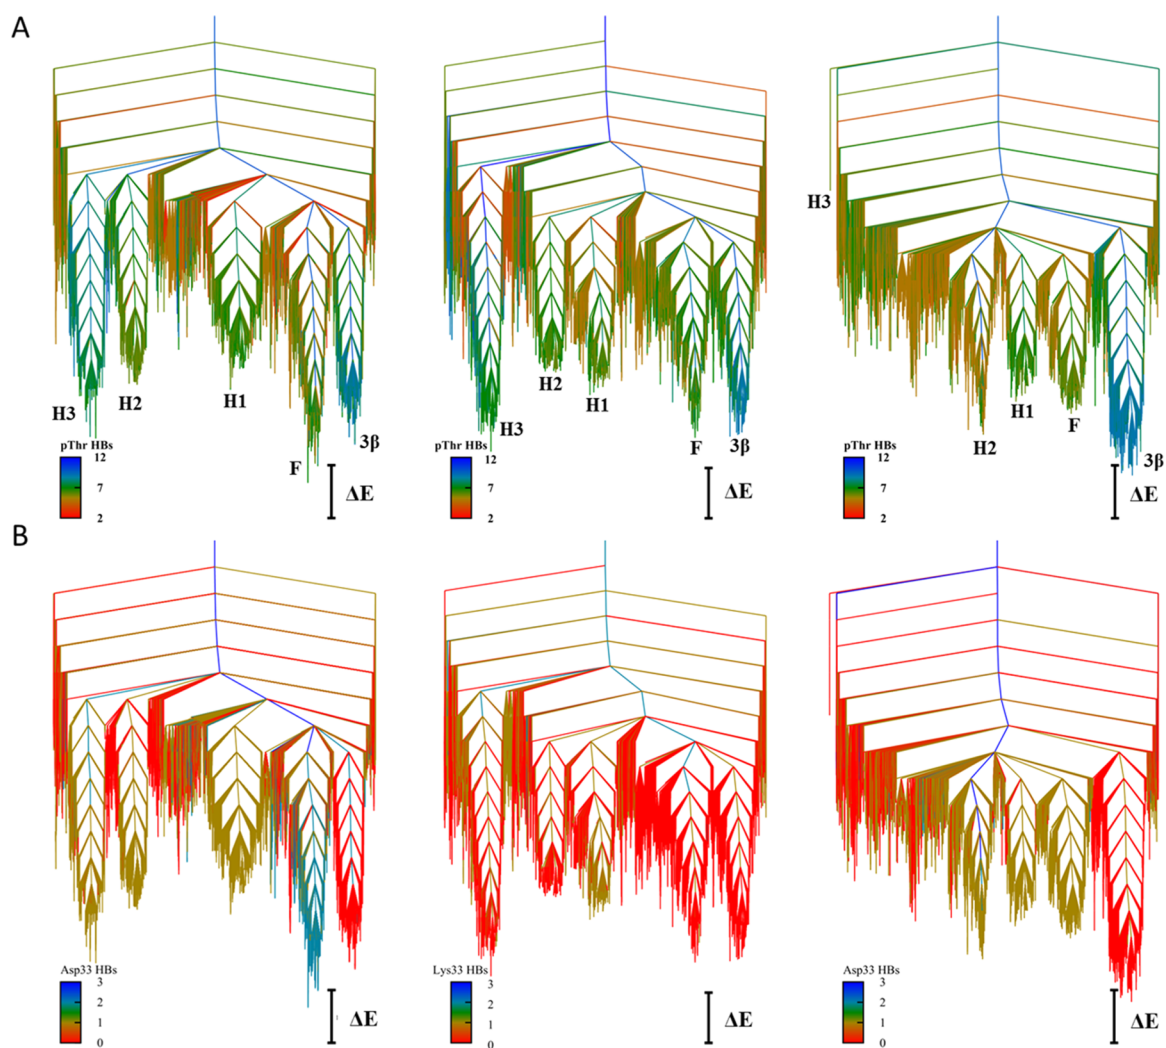 A
H3
H2
H1
F
3β
pThr HBs
12
7
2
ΔE
H3
H2
H1
F
3β
pThr HBs
12
7
2
ΔE
H3
H2
H1
F
3β
pThr HBs
12
7
2
ΔE
B
Asp33 HBs
3
2
1
0
ΔE
Lys33 HBs
3
2
1
0
ΔE
Asp33 HBs
3
2
1
0
ΔE